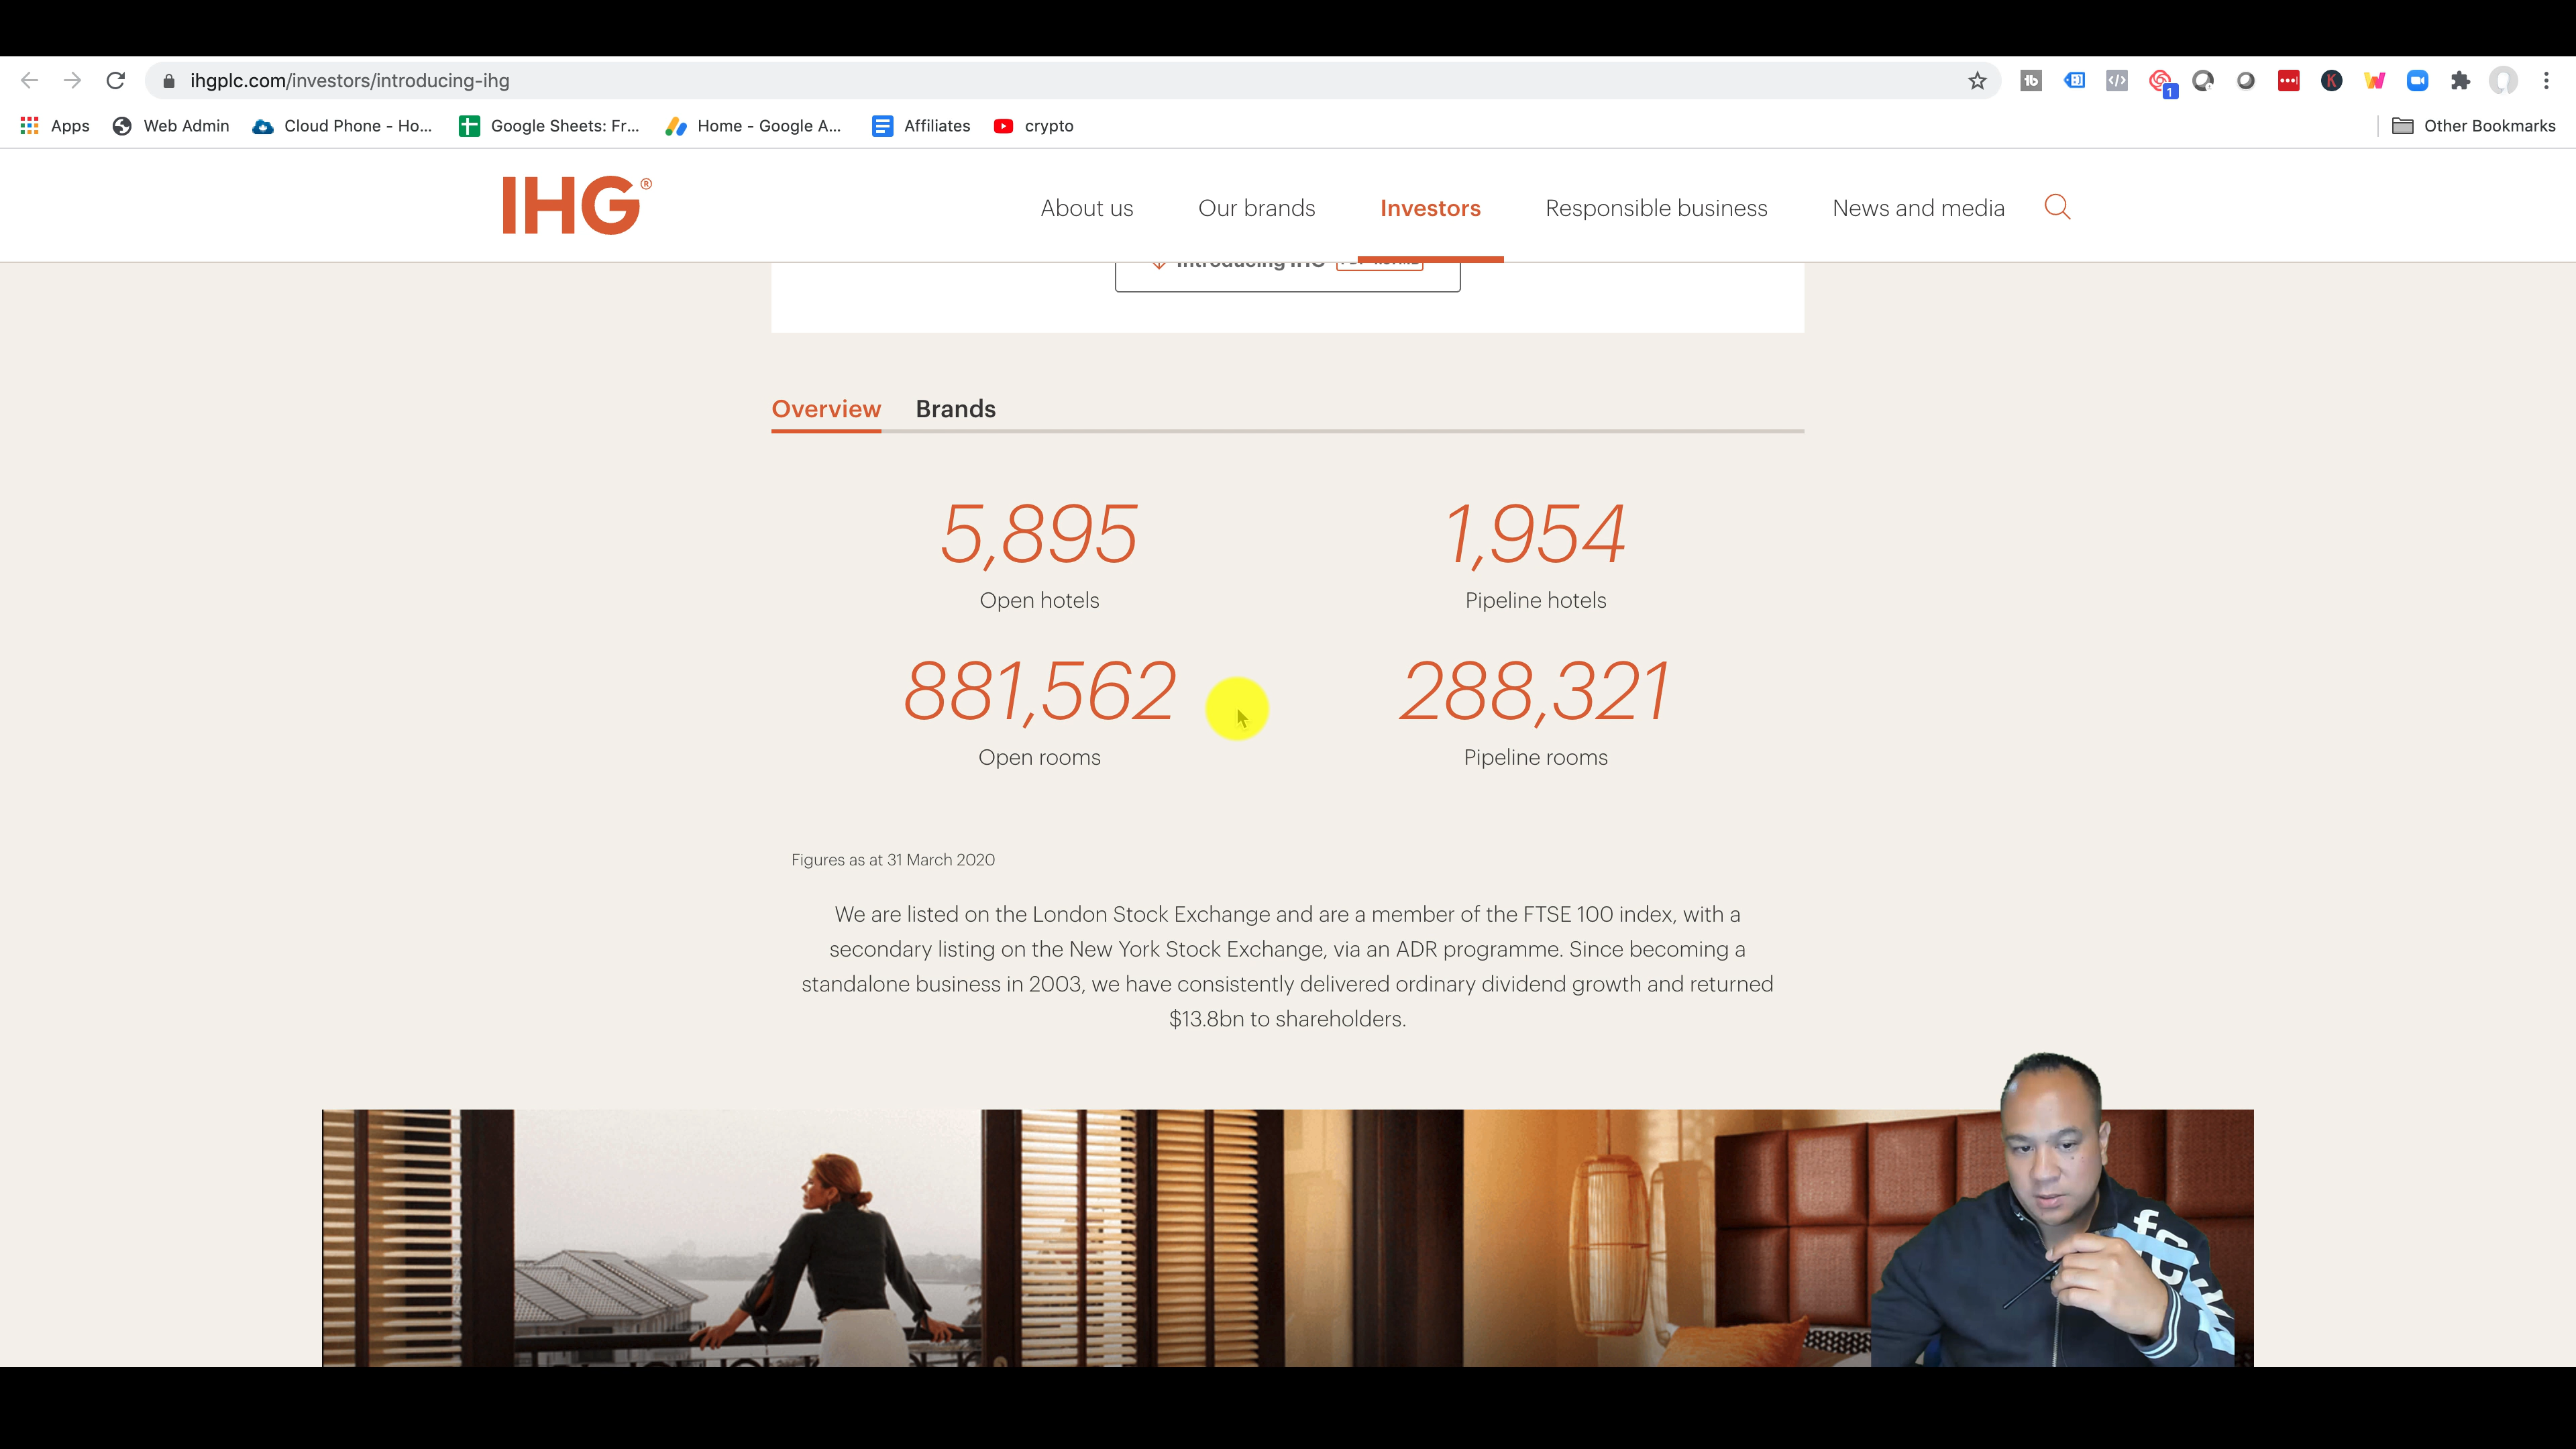 ihgplc.com/investors/introducing-ihg
1
Apps
Web Admin
Cloud Phone - Ho...
Google Sheets: Fr...
Home - Google A...
Affiliates
crypto
Other Bookmarks
IHG®
About us
Our brands
Investors
Responsible business
News and media
Introducing IHG
Overview
Brands
5,895
1,954
Open hotels
Pipeline hotels
881,562
288,321
Open rooms
Pipeline rooms
Figures as at 31 March 2020
We are listed on the London Stock Exchange and are a member of the FTSE 100 index, with a
secondary listing on the New York Stock Exchange, via an ADR programme. Since becoming a
standalone business in 2003, we have consistently delivered ordinary dividend growth and returned
$13.8bn to shareholders.